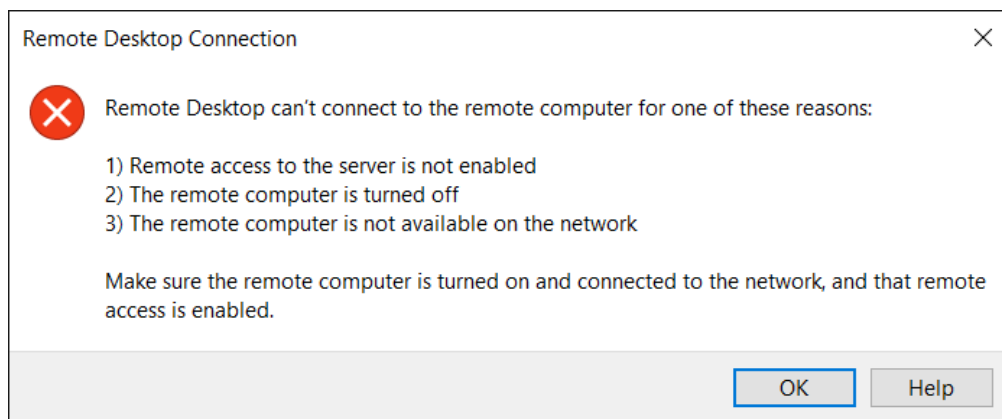 Remote Desktop Connection
Remote Desktop can't connect to the remote computer for one of these reasons:
1) Remote access to the server is not enabled
2) The remote computer is turned off
3) The remote computer is not available on the network
Make sure the remote computer is turned on and connected to the network, and that remote
access is enabled.
OK
Help